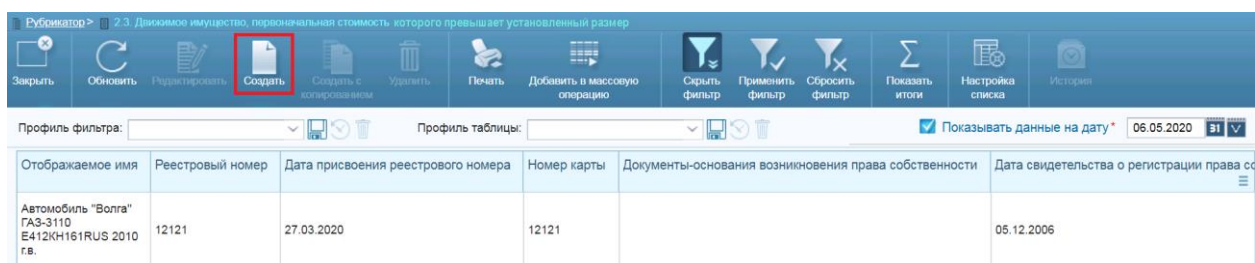 Рубрикатор > 2.3. Движимое имущество, первоначальная стоимость которого превышает установленный размер
Закрыть Обновить Редактировать Создать Создать с копированием Удалить Печать Добавить в массовую операцию Скрыть фильтр Применить фильтр Сбросить фильтр Показать итоги Настройка списка История
Профиль фильтра: Профиль таблицы: Показывать данные на дату* 06.05.2020 31
Отображаемое имя Реестровый номер Дата присвоения реестрового номера Номер карты Документы-основания возникновения права собственности Дата свидетельства о регистрации права со
Автомобиль "Волга"
ГАЗ-3110
Е412КН161RUS 2010
г.в.
12121 27.03.2020 12121 05.12.2006